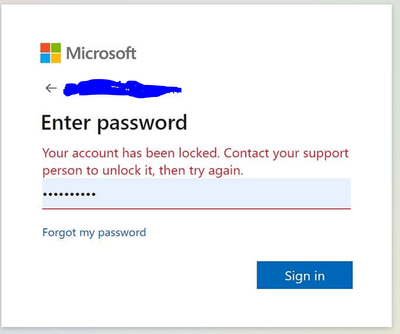 Microsoft
Enter password
Your account has been locked. Contact your support
person to unlock it, then try again.
••••••••••
Forgot my password
Sign in